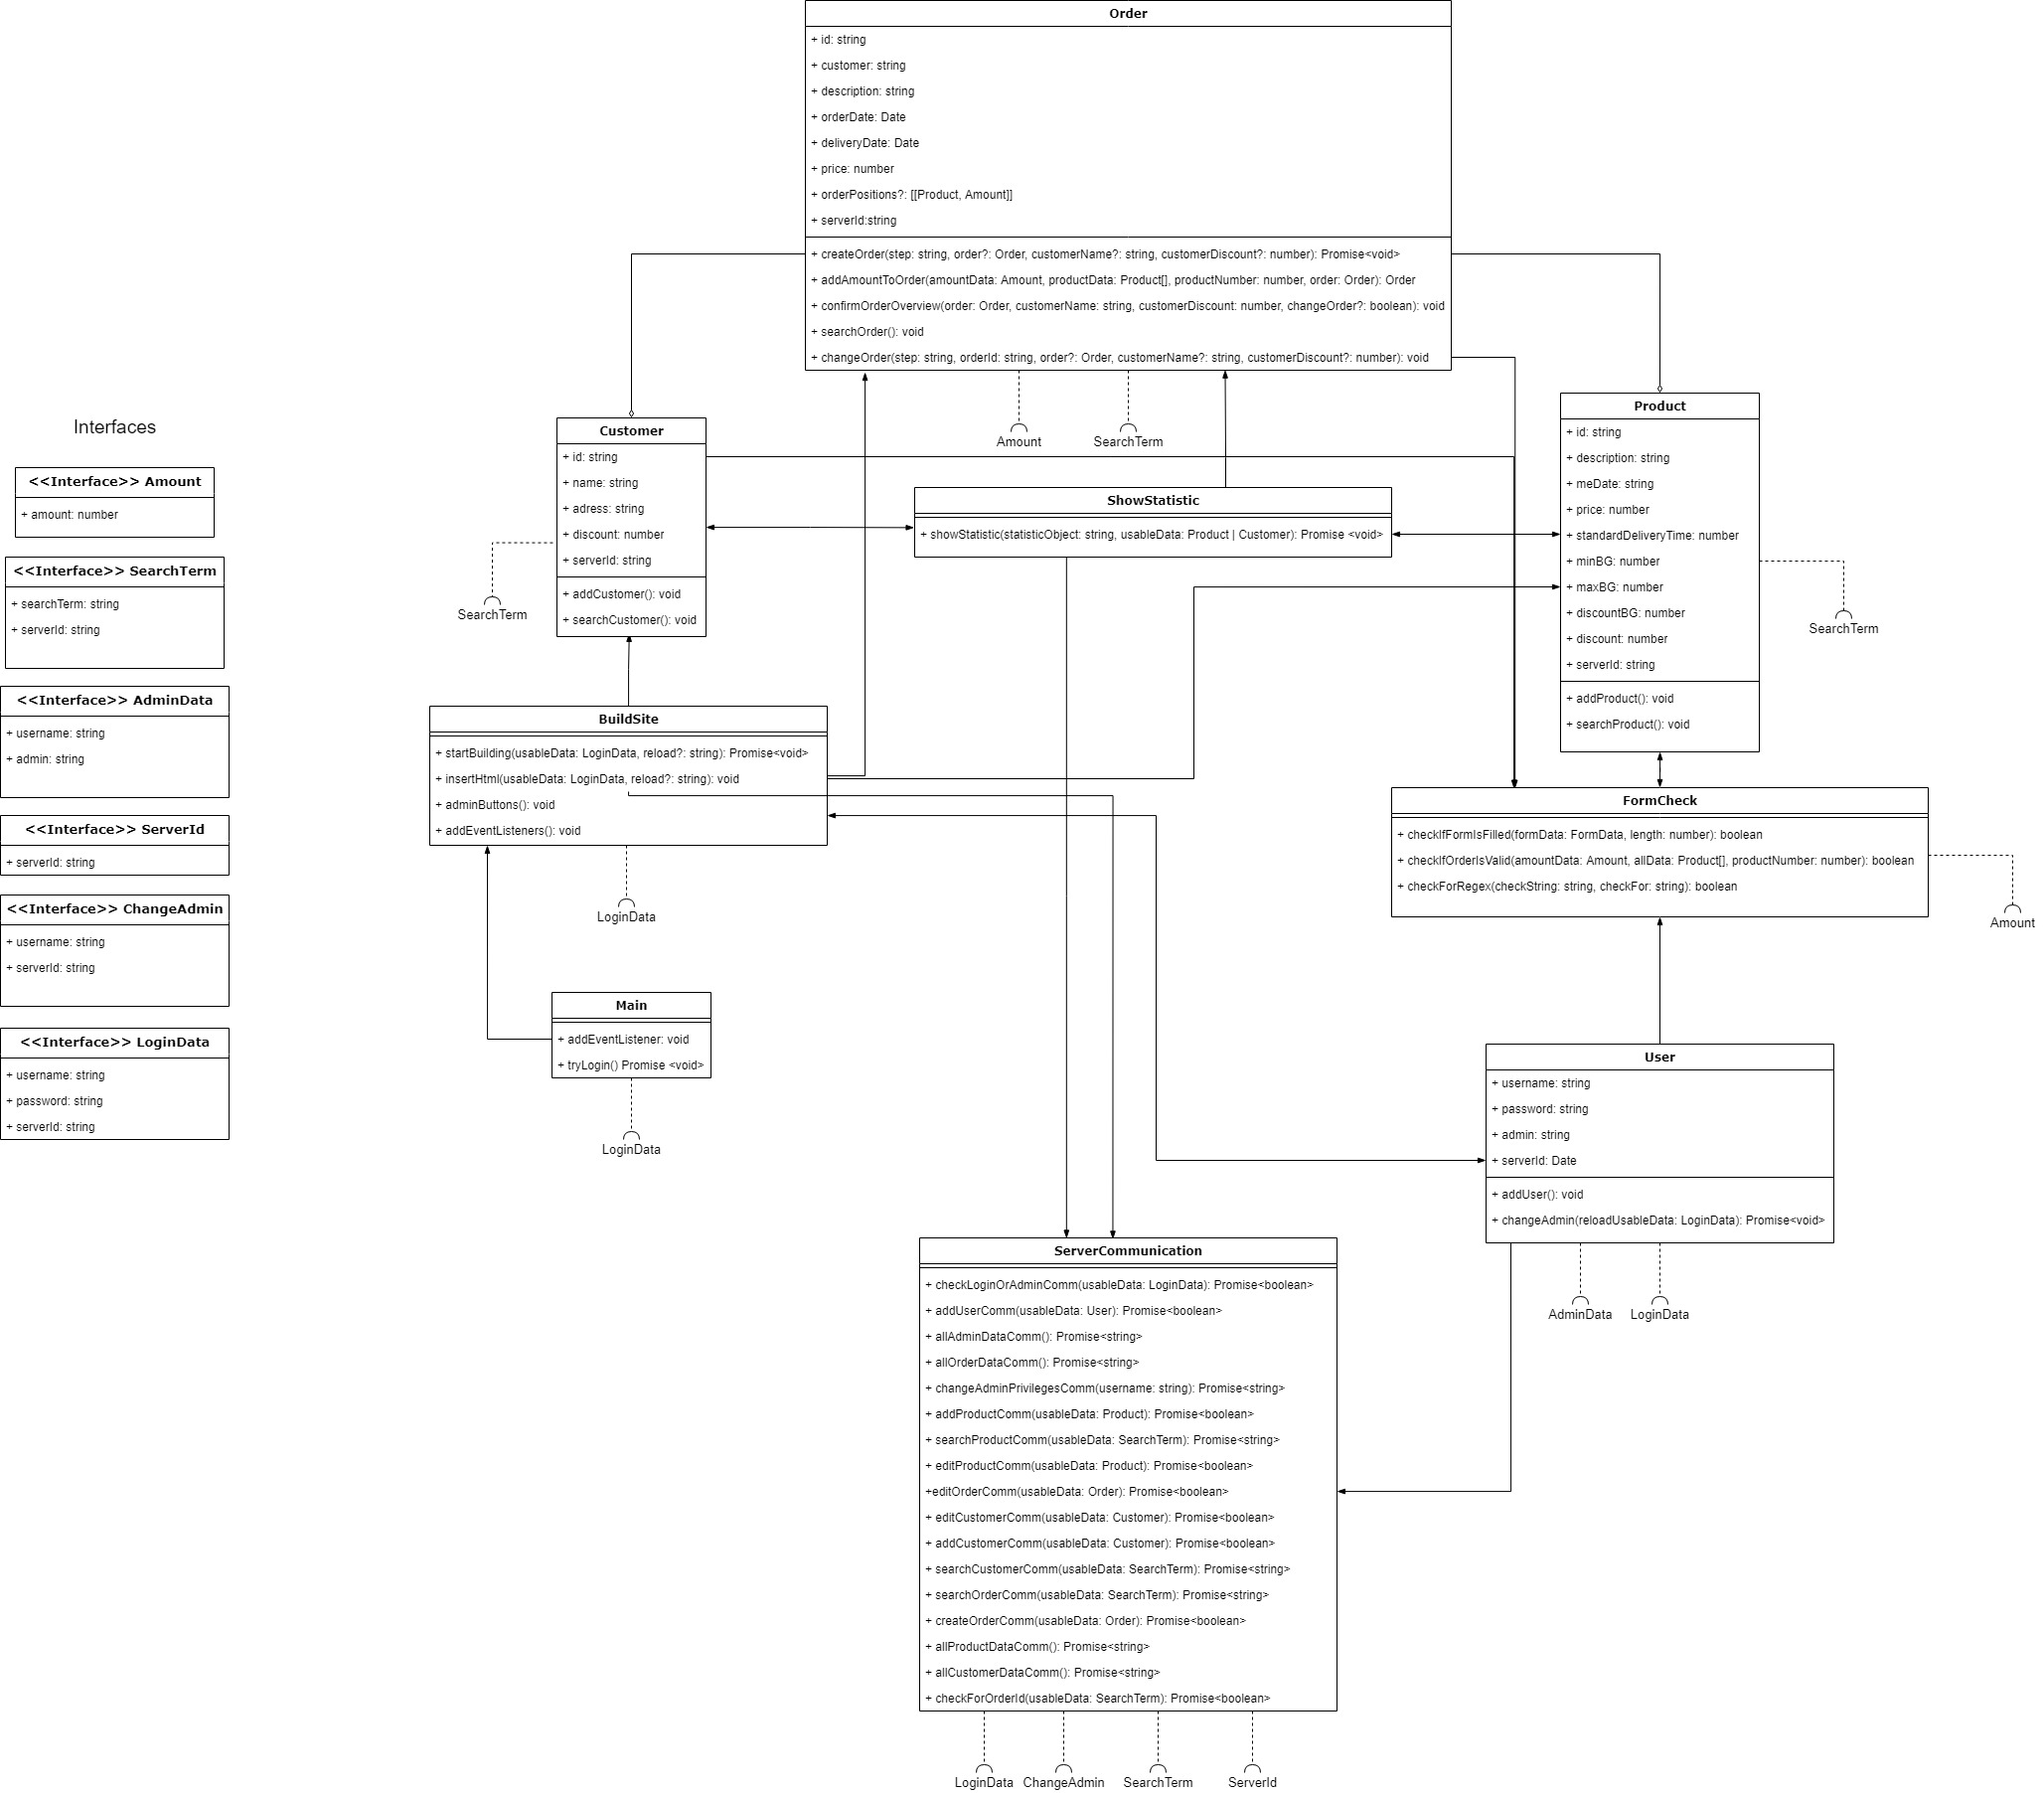 Order
+ id: string
+ customer: string
+ description: string
+ orderDate: Date
+ deliveryDate: Date
+ price: number
+ orderPositions?: [[Product, Amount]]
+ serverId:string
+ createOrder(step: string, order?: Order, customerName?: string, customerDiscount?: number): Promise<void>
+ addAmountToOrder(amountData: Amount, productData: Product[], productNumber: number, order: Order): Order
+ confirmOrderOverview(order: Order, customerName: string, customerDiscount: number, changeOrder?: boolean): void
+ searchOrder(): void
+ changeOrder(step: string, orderId: string, order?: Order, customerName?: string, customerDiscount?: number): void
Amount
SearchTerm
Interfaces
<<Interface>> Amount
+ amount: number
<<Interface>> SearchTerm
+ searchTerm: string
+ serverId: string
<<Interface>> AdminData
+ username: string
+ admin: string
<<Interface>> ServerId
+ serverId: string
<<Interface>> ChangeAdmin
+ username: string
+ serverId: string
<<Interface>> LoginData
+ username: string
+ password: string
+ serverId: string
Customer
+ id: string
+ name: string
+ adress: string
+ discount: number
+ serverId: string
+ addCustomer(): void
+ searchCustomer(): void
SearchTerm
ShowStatistic
+ showStatistic(statisticObject: string, usableData: Product | Customer): Promise <void>
Product
+ id: string
+ description: string
+ meDate: string
+ price: number
+ standardDeliveryTime: number
+ minBG: number
+ maxBG: number
+ discountBG: number
+ discount: number
+ serverId: string
+ addProduct(): void
+ searchProduct(): void
SearchTerm
BuildSite
+ startBuilding(usableData: LoginData, reload?: string): Promise<void>
+ insertHtml(usableData: LoginData, reload?: string): void
+ adminButtons(): void
+ addEventListeners(): void
LoginData
FormCheck
+ checkIfFormIsFilled(formData: FormData, length: number): boolean
+ checkIfOrderIsValid(amountData: Amount, allData: Product[], productNumber: number): boolean
+ checkForRegex(checkString: string, checkFor: string): boolean
Amount
Main
+ addEventListener: void
+ tryLogin() Promise <void>
LoginData
User
+ username: string
+ password: string
+ admin: string
+ serverId: Date
+ addUser(): void
+ changeAdmin(reloadUsableData: LoginData): Promise<void>
AdminData
LoginData
ServerCommunication
+ checkLoginOrAdminComm(usableData: LoginData): Promise<boolean>
+ addUserComm(usableData: User): Promise<boolean>
+ allAdminDataComm(): Promise<string>
+ allOrderDataComm(): Promise<string>
+ changeAdminPrivilegesComm(username: string): Promise<string>
+ addProductComm(usableData: Product): Promise<boolean>
+ searchProductComm(usableData: SearchTerm): Promise<string>
+ editProductComm(usableData: Product): Promise<boolean>
+editOrderComm(usableData: Order): Promise<boolean>
+ editCustomerComm(usableData: Customer): Promise<boolean>
+ addCustomerComm(usableData: Customer): Promise<boolean>
+ searchCustomerComm(usableData: SearchTerm): Promise<string>
+ searchOrderComm(usableData: SearchTerm): Promise<string>
+ createOrderComm(usableData: Order): Promise<boolean>
+ allProductDataComm(): Promise<string>
+ allCustomerDataComm(): Promise<string>
+ checkForOrderId(usableData: SearchTerm): Promise<boolean>
LoginData
ChangeAdmin
SearchTerm
ServerId